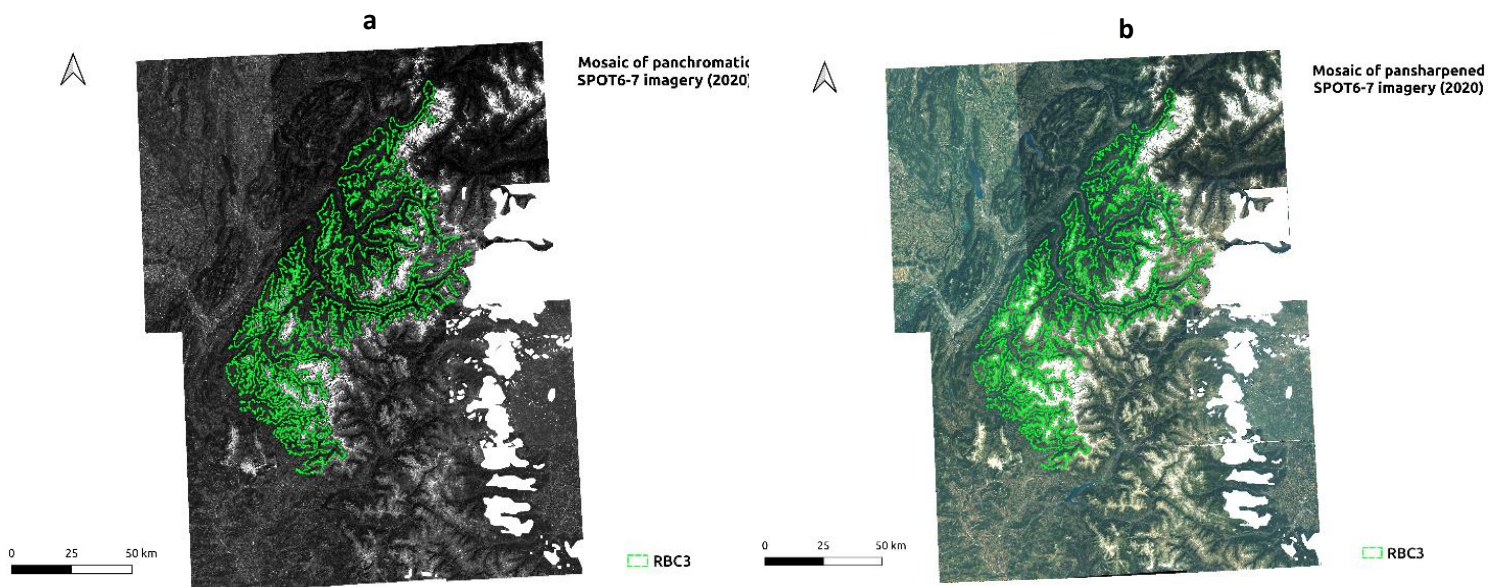 a
Mosaic of panchromatic
SPOT6-7 imagery (2020)
0 25 50 km
RBC3
b
Mosaic of pansharpened
SPOT6-7 imagery (2020)
0 25 50 km
RBC3